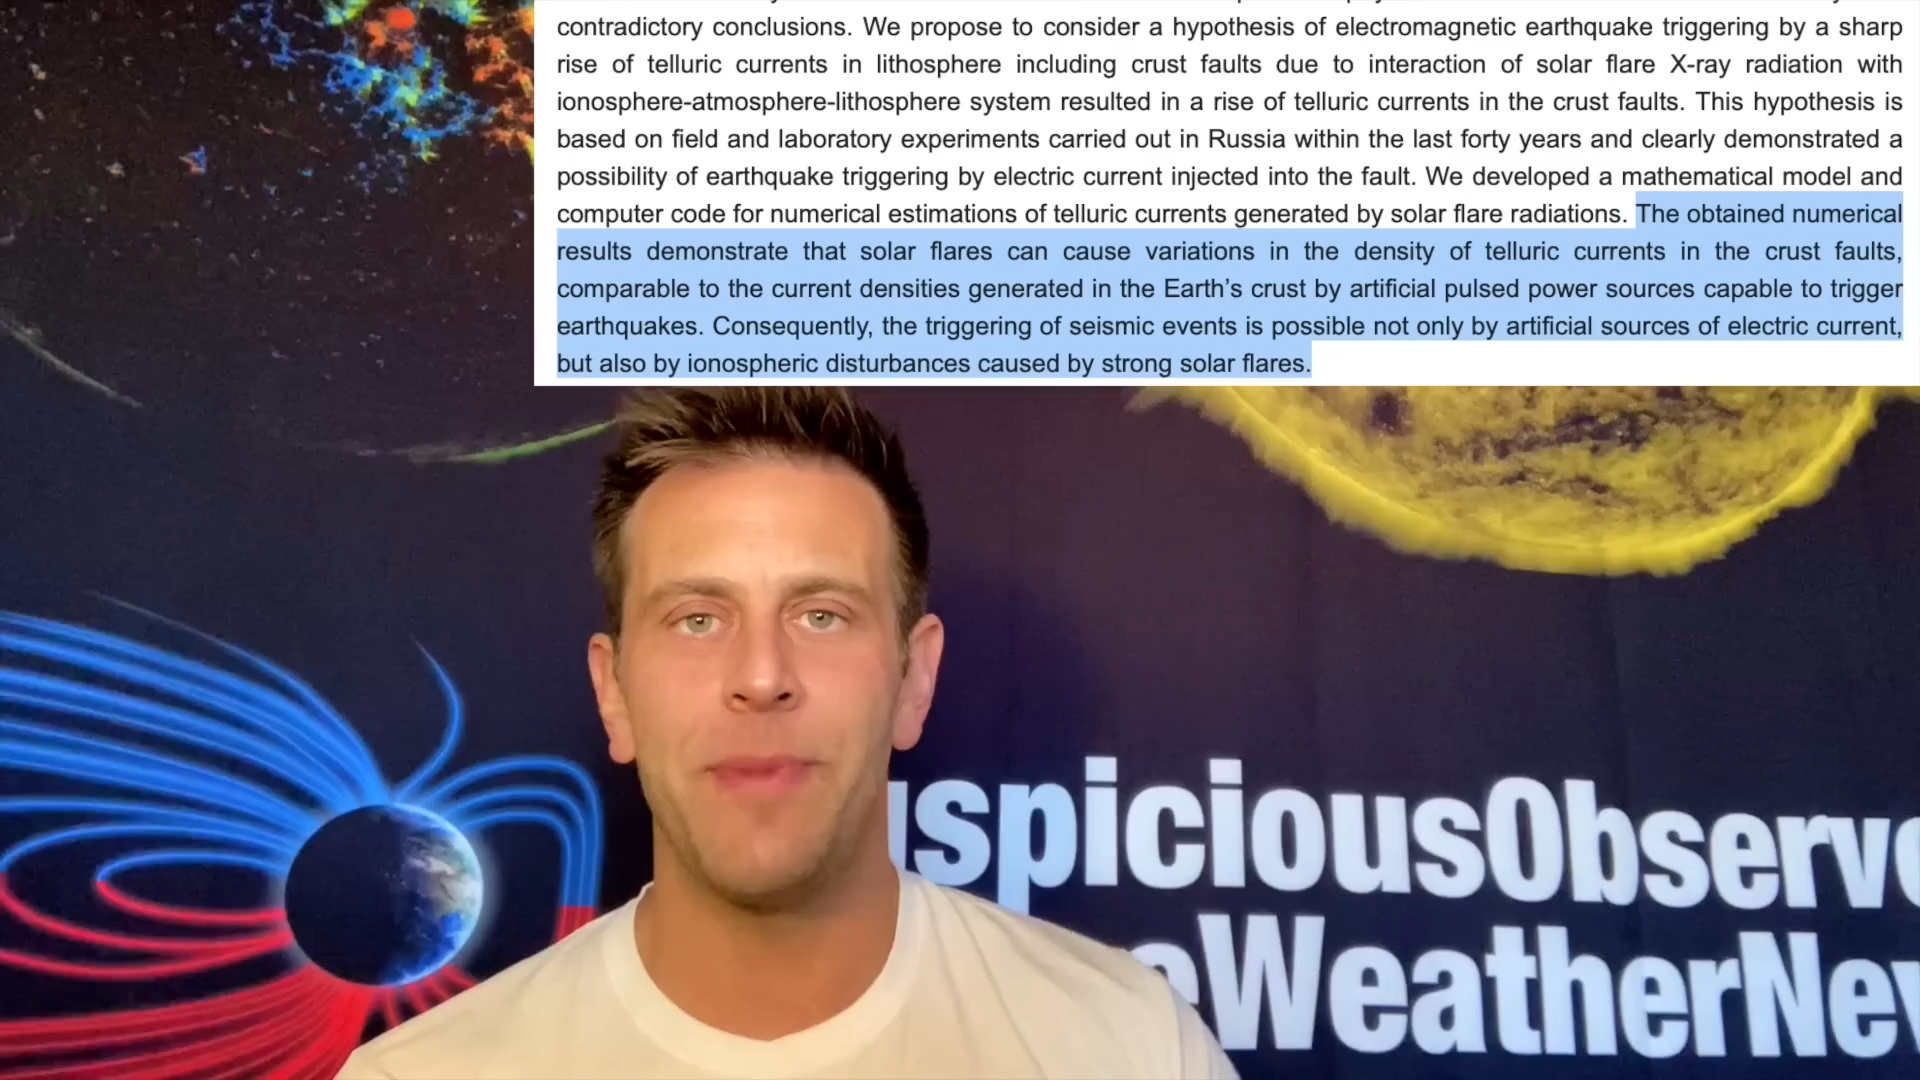 contradictory conclusions. We propose to consider a hypothesis of electromagnetic earthquake triggering by a sharp
rise of telluric currents in lithosphere including crust faults due to interaction of solar flare X-ray radiation with
ionosphere-atmosphere-lithosphere system resulted in a rise of telluric currents in the crust faults. This hypothesis is
based on field and laboratory experiments carried out in Russia within the last forty years and clearly demonstrated a
possibility of earthquake triggering by electric current injected into the fault. We developed a mathematical model and
computer code for numerical estimations of telluric currents generated by solar flare radiations. The obtained numerical
results demonstrate that solar flares can cause variations in the density of telluric currents in the crust faults,
comparable to the current densities generated in the Earth's crust by artificial pulsed power sources capable to trigger
earthquakes. Consequently, the triggering of seismic events is possible not only by artificial sources of electric current,
but also by ionospheric disturbances caused by strong solar flares.
uspiciousObserve
eWeatherNew